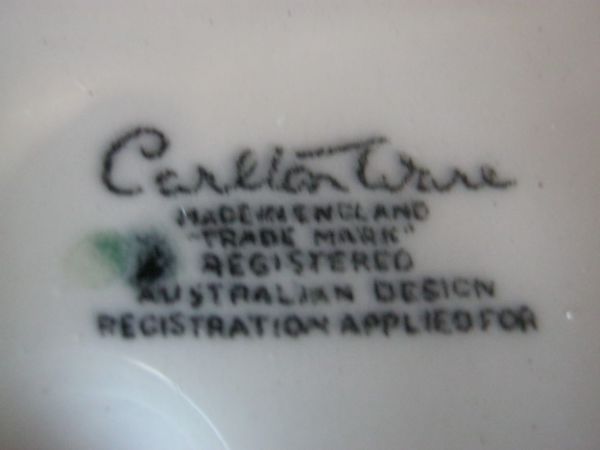 Carlton Ware
MADE IN ENGLAND
"TRADE MARK"
REGISTERED
AUSTRALIAN DESIGN
REGISTRATION APPLIED FOR